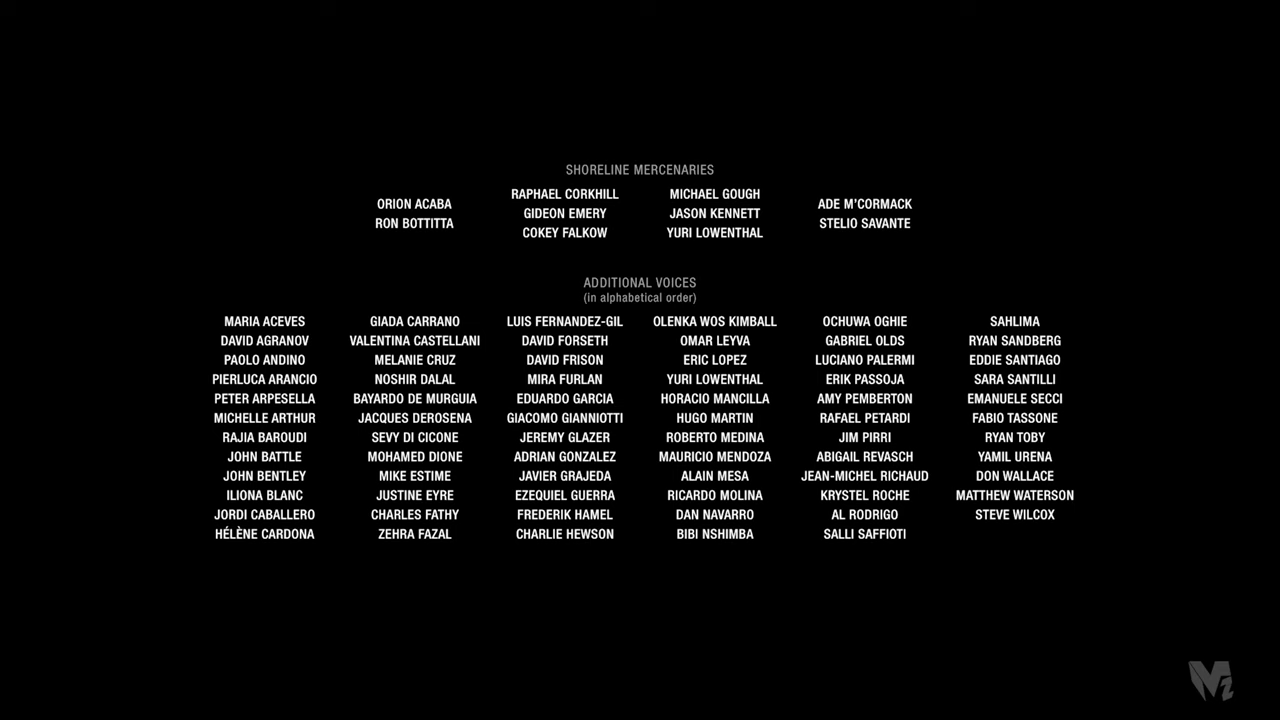 SHORELINE MERCENARIES
ORION ACABA
RON BOTTITTA
RAPHAEL CORKHILL
GIDEON EMERY
COKEY FALKOW
MICHAEL GOUGH
JASON KENNETT
YURI LOWENTHAL
ADE M'CORMACK
STELIO SAVANTE
ADDITIONAL VOICES
(in alphabetical order)
MARIA ACEVES
DAVID AGRANOV
PAOLO ANDINO
PIERLUCA ARANCIO
PETER ARPESELLA
MICHELLE ARTHUR
RAJIA BAROUDI
JOHN BATTLE
JOHN BENTLEY
ILIONA BLANC
JORDI CABALLERO
HÉLÈNE CARDONA
GIADA CARRANO
VALENTINA CASTELLANI
MELANIE CRUZ
NOSHIR DALAL
BAYARDO DE MURGUIA
JACQUES DEROSENA
SEVY DI CICONE
MOHAMED DIONE
MIKE ESTIME
JUSTINE EYRE
CHARLES FATHY
ZEHRA FAZAL
LUIS FERNANDEZ-GIL
DAVID FORSETH
DAVID FRISON
MIRA FURLAN
EDUARDO GARCIA
GIACOMO GIANNIOTTI
JEREMY GLAZER
ADRIAN GONZALEZ
JAVIER GRAJEDA
EZEQUIEL GUERRA
FREDERIK HAMEL
CHARLIE HEWSON
OLENKA WOS KIMBALL
OMAR LEYVA
ERIC LOPEZ
YURI LOWENTHAL
HORACIO MANCILLA
HUGO MARTIN
ROBERTO MEDINA
MAURICIO MENDOZA
ALAIN MESA
RICARDO MOLINA
DAN NAVARRO
BIBI NSHIMBA
OCHUWA OGHIE
GABRIEL OLDS
LUCIANO PALERMI
ERIK PASSOJA
AMY PEMBERTON
RAFAEL PETARDI
JIM PIRRI
ABIGAIL REVASCH
JEAN-MICHEL RICHAUD
KRYSTEL ROCHE
AL RODRIGO
SALLI SAFFIOTI
SAHLIMA
RYAN SANDBERG
EDDIE SANTIAGO
SARA SANTILLI
EMANUELE SECCI
FABIO TASSONE
RYAN TOBY
YAMIL URENA
DON WALLACE
MATTHEW WATERSON
STEVE WILCOX